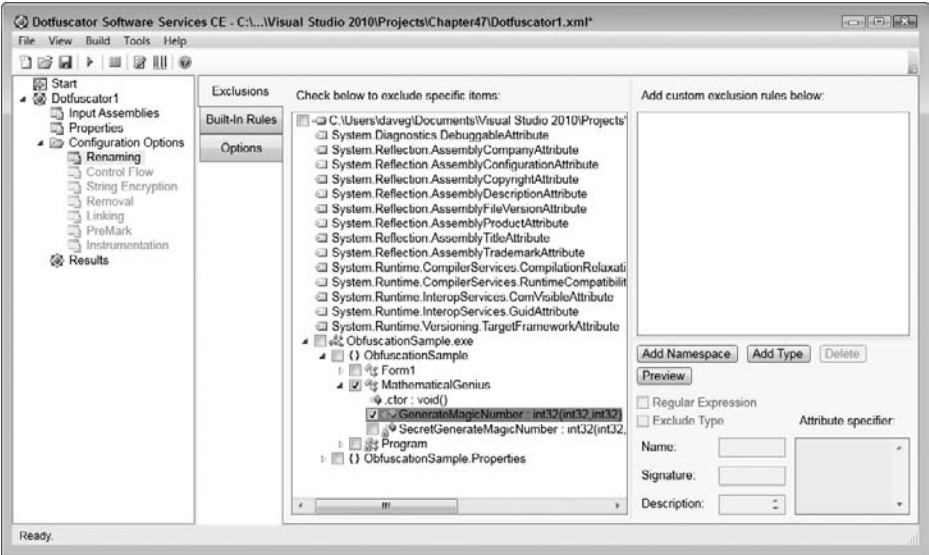 Dotfuscator Software Services CE - C:\...\Visual Studio 2010\Projects\Chapter47\Dotfuscator1.xml*
File View Build Tools Help
Start
Dotfuscator1
Input Assemblies
Properties
Configuration Options
Renaming
Control Flow
String Encryption
Removal
Linking
PreMark
Instrumentation
Results
Exclusions
Built-In Rules
Options
Check below to exclude specific items:
C:\Users\daveg\Documents\Visual Studio 2010\Projects'
System.Diagnostics.DebuggableAttribute
System.Reflection.AssemblyCompanyAttribute
System.Reflection.AssemblyConfigurationAttribute
System.Reflection.AssemblyCopyrightAttribute
System.Reflection.AssemblyDescriptionAttribute
System.Reflection.AssemblyFileVersionAttribute
System.Reflection.AssemblyProductAttribute
System.Reflection.AssemblyTitleAttribute
System.Reflection.AssemblyTrademarkAttribute
System.Runtime.CompilerServices.CompilationRelaxati
System.Runtime.CompilerServices.RuntimeCompatibilit
System.Runtime.InteropServices.ComVisibleAttribute
System.Runtime.InteropServices.GuidAttribute
System.Runtime.Versioning.TargetFrameworkAttribute
ObfuscationSample.exe
{} ObfuscationSample
Form1
MathematicalGenius
.ctor : void()
GenerateMagicNumber : int32(int32,int32)
SecretGenerateMagicNumber : int32(int32,
Program
{} ObfuscationSample.Properties
Add custom exclusion rules below:
Add Namespace Add Type Delete
Preview
Regular Expression
Exclude Type
Attribute specifier:
Name:
Signature:
Description:
Ready.